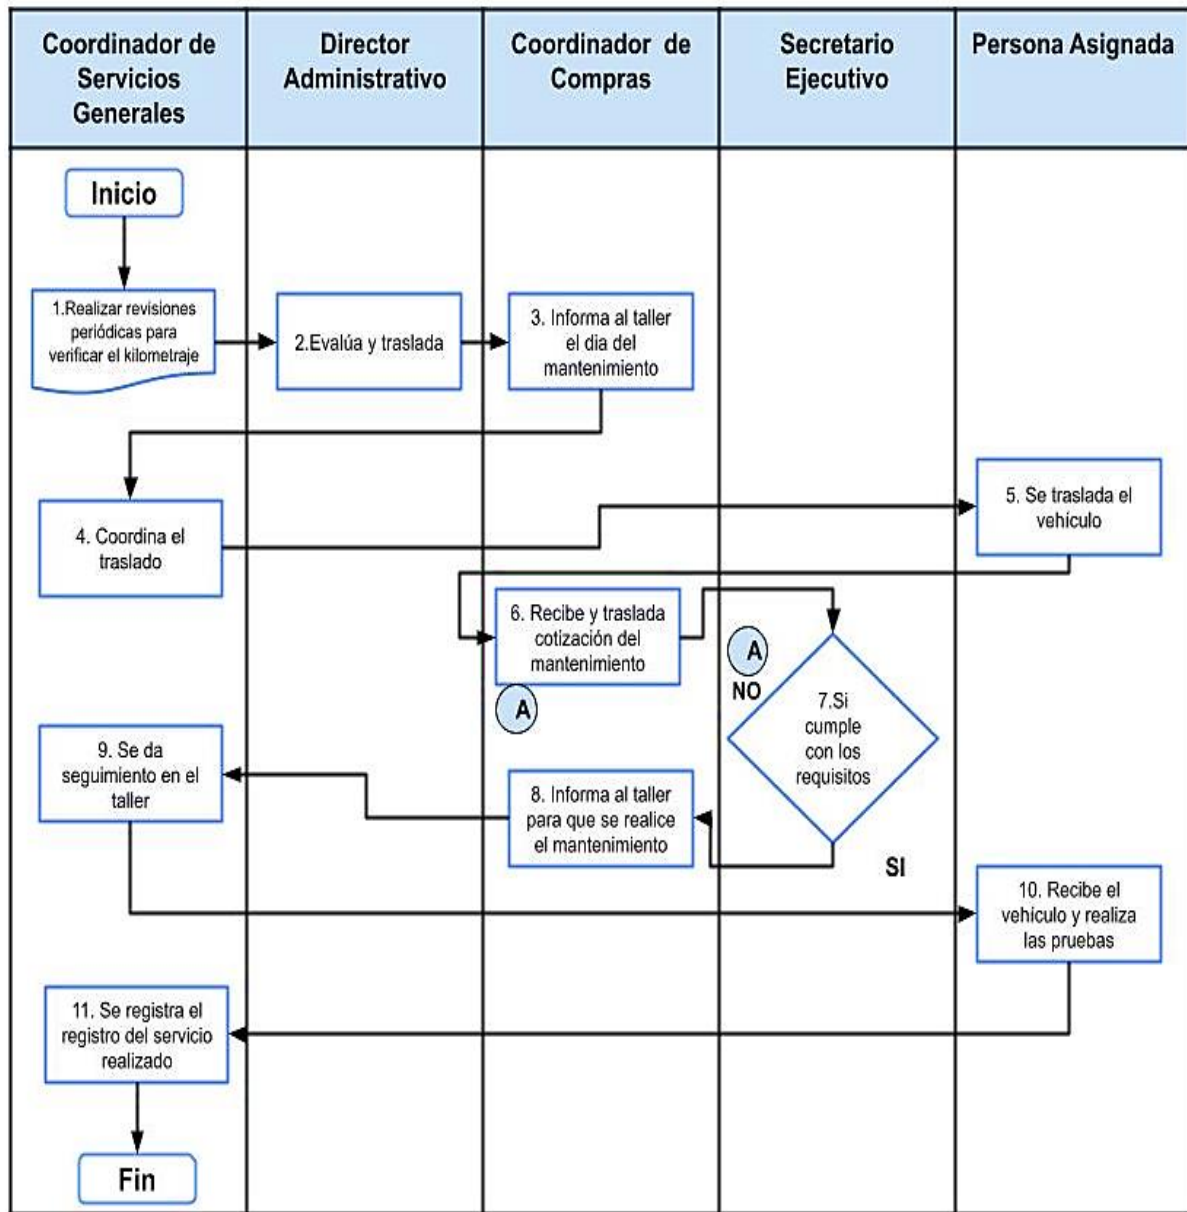 Coordinador de
Servicios
Generales
Director
Administrativo
Coordinador de
Compras
Secretario
Ejecutivo
Persona Asignada
Inicio
1.Realizar revisiones
periódicas para
verificar el kilometraje
2.Evalúa y traslada
3. Informa al taller
el dia del
mantenimiento
4. Coordina el
traslado
5. Se traslada el
vehículo
6. Recibe y traslada
cotización del
mantenimiento
A
A
NO
7.Si
cumple
con los
requisitos
SI
8. Informa al taller
para que se realice
el mantenimiento
9. Se da
seguimiento en el
taller
10. Recibe el
vehículo y realiza
las pruebas
11. Se registra el
registro del servicio
realizado
Fin